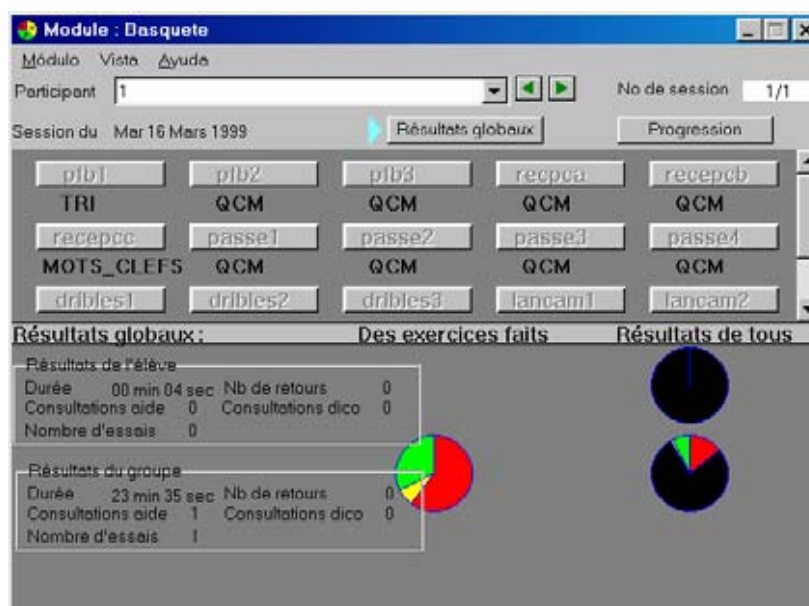 Module : Basquete
Módulo Vista Ayuda
Participant 1 No de session 1/1
Session du Mar 16 Mars 1999 Résultats globaux Progression
pfb1 pfb2 pfb3 recpca recepcb
TRI QCM QCM QCM QCM
recepcc passe1 passe2 passe3 passe4
MOTS_CLEFS QCM QCM QCM QCM
dribles1 dribles2 dribles3 lancam1 lancam2
Résultats globaux : Des exercices faits Résultats de tous
Résultats de l'élève
Durée 00 min 04 sec Nb de retours 0
Consultations aide 0 Consultations dico 0
Nombre d'essais 0
Résultats du groupe
Durée 23 min 35 sec Nb de retours 0
Consultations aide 1 Consultations dico 0
Nombre d'essais 1